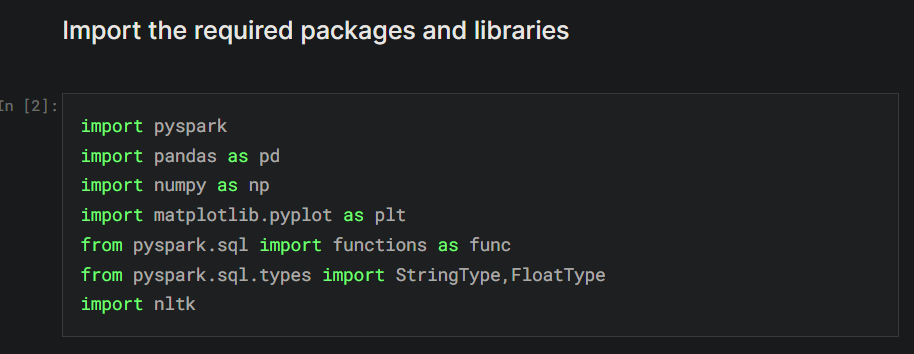 Import the required packages and libraries
In [2]:
import pyspark
import pandas as pd
import numpy as np
import matplotlib.pyplot as plt
from pyspark.sql import functions as func
from pyspark.sql.types import StringType,FloatType
import nltk